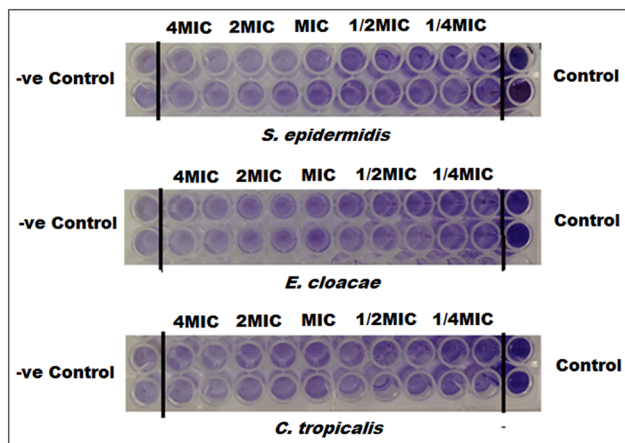 4MIC 2MIC MIC 1/2MIC 1/4MIC
-ve Control Control
S. epidermidis
4MIC 2MIC MIC 1/2MIC 1/4MIC
-ve Control Control
E. cloacae
4MIC 2MIC MIC 1/2MIC 1/4MIC
-ve Control Control
C. tropicalis